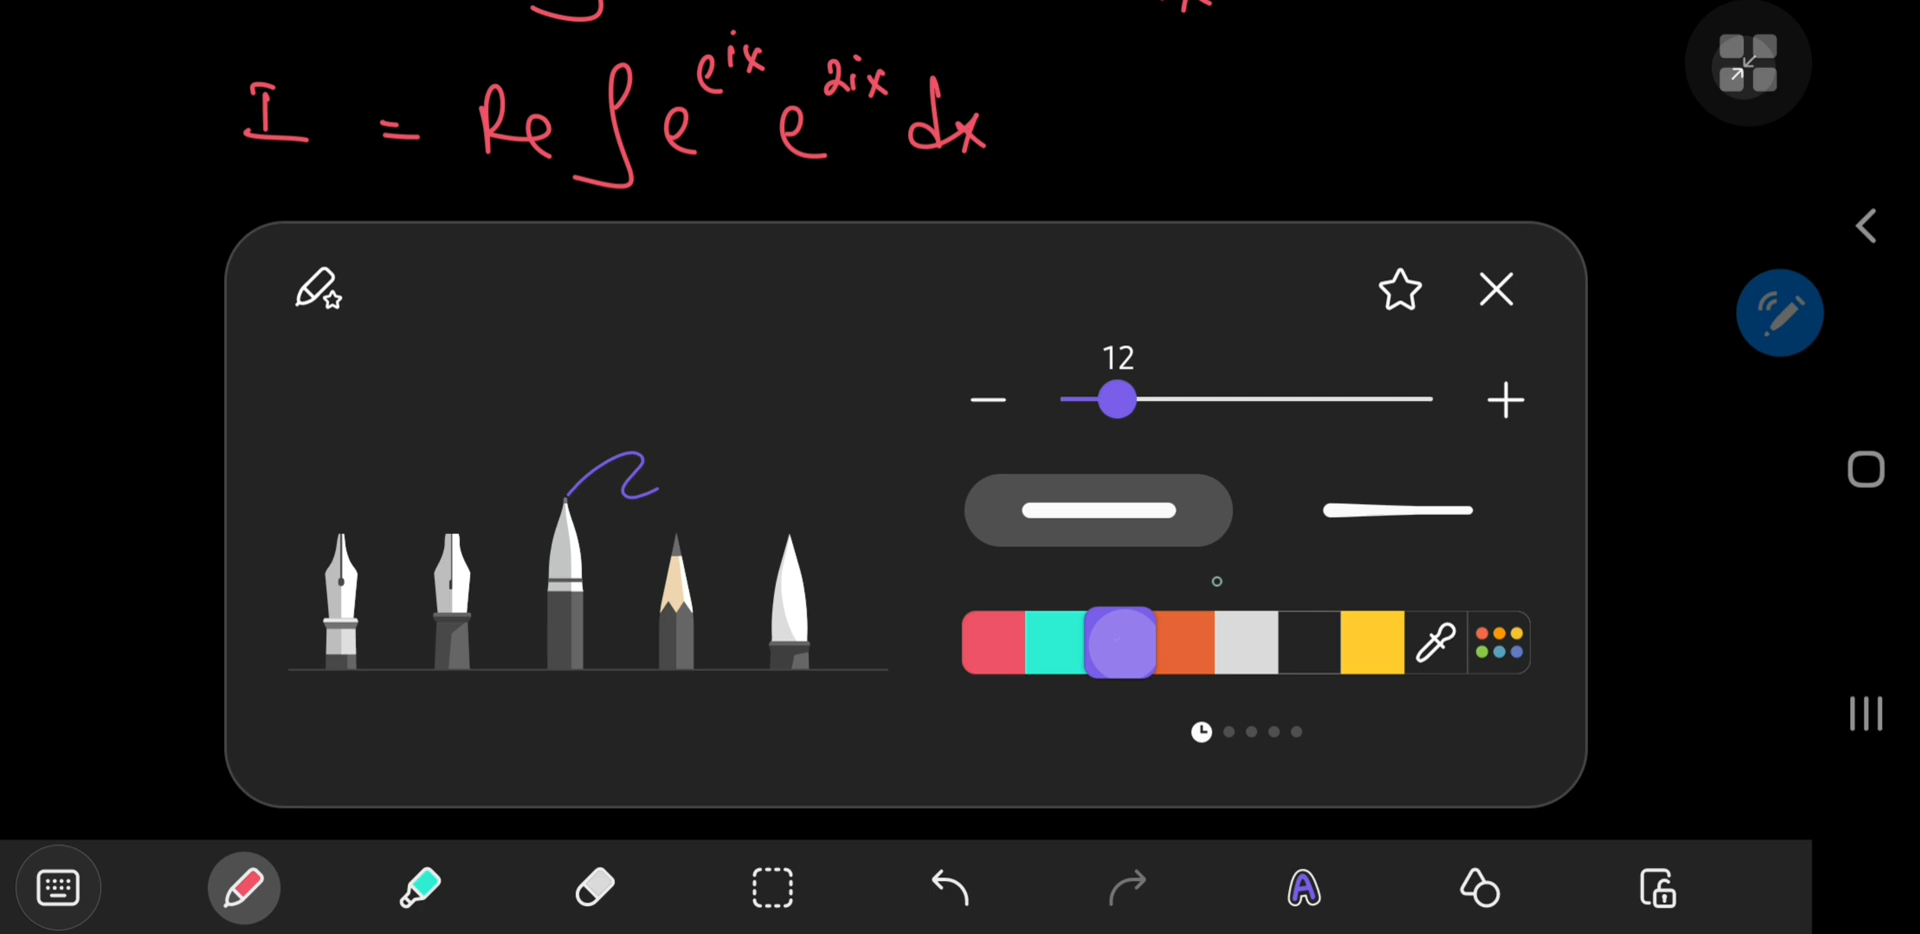 I = Re ∫ e^{e^{ix}} e^{2ix} dx
12
A